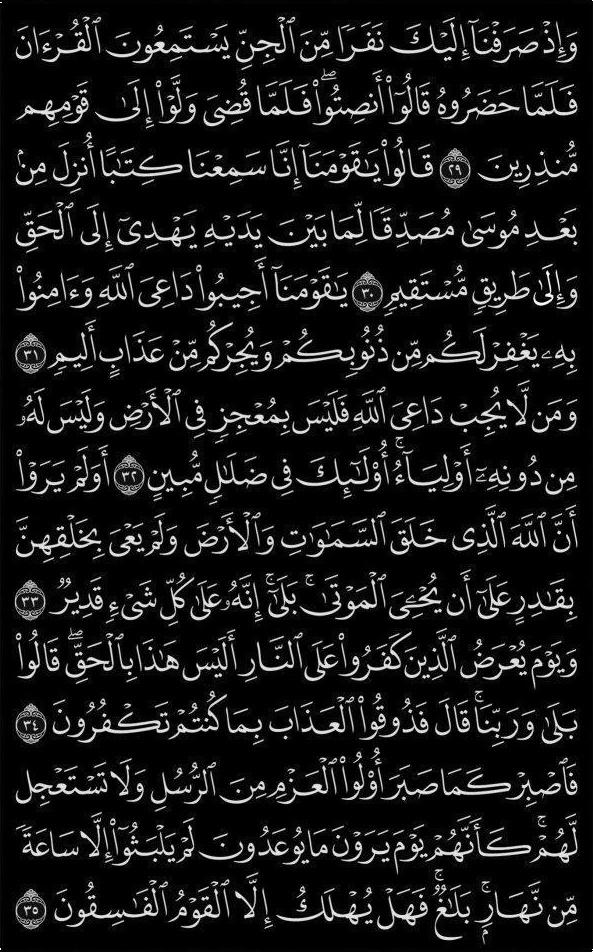 وَإِذْ صَرَفْنَآ إِلَيْكَ نَفَرًا مِّنَ ٱلْجِنِّ يَسْتَمِعُونَ ٱلْقُرْءَانَ
فَلَمَّا حَضَرُوهُ قَالُوٓا۟ أَنصِتُوا۟ ۖ فَلَمَّا قُضِىَ وَلَّوْا۟ إِلَىٰ قَوْمِهِم
مُّنذِرِينَ ٢٩ قَالُوا۟ يَٰقَوْمَنَآ إِنَّا سَمِعْنَا كِتَٰبًا أُنزِلَ مِنۢ
بَعْدِ مُوسَىٰ مُصَدِّقًا لِّمَا بَيْنَ يَدَيْهِ يَهْدِىٓ إِلَى ٱلْحَقِّ
وَإِلَىٰ طَرِيقٍ مُّسْتَقِيمٍ ٣٠ يَٰقَوْمَنَآ أَجِيبُوا۟ دَاعِىَ ٱللَّهِ وَءَامِنُوا۟
بِهِۦ يَغْفِرْ لَكُم مِّن ذُنُوبِكُمْ وَيُجِرْكُم مِّنْ عَذَابٍ أَلِيمٍ ٣١
وَمَن لَّا يُجِبْ دَاعِىَ ٱللَّهِ فَلَيْسَ بِمُعْجِزٍ فِى ٱلْأَرْضِ وَلَيْسَ لَهُۥ
مِن دُونِهِۦٓ أَوْلِيَآءُ ۚ أُو۟لَٰٓئِكَ فِى ضَلَٰلٍ مُّبِينٍ ٣٢ أَوَلَمْ يَرَوْا۟
أَنَّ ٱللَّهَ ٱلَّذِى خَلَقَ ٱلسَّمَٰوَٰتِ وَٱلْأَرْضَ وَلَمْ يَعْىَ بِخَلْقِهِنَّ
بِقَٰدِرٍ عَلَىٰٓ أَن يُحْـِۧىَ ٱلْمَوْتَىٰ ۚ بَلَىٰٓ إِنَّهُۥ عَلَىٰ كُلِّ شَىْءٍ قَدِيرٌ ٣٣
وَيَوْمَ يُعْرَضُ ٱلَّذِينَ كَفَرُوا۟ عَلَى ٱلنَّارِ أَلَيْسَ هَٰذَا بِٱلْحَقِّ ۖ قَالُوا۟
بَلَىٰ وَرَبِّنَا ۚ قَالَ فَذُوقُوا۟ ٱلْعَذَابَ بِمَا كُنتُمْ تَكْفُرُونَ ٣٤
فَٱصْبِرْ كَمَا صَبَرَ أُو۟لُوا۟ ٱلْعَزْمِ مِنَ ٱلرُّسُلِ وَلَا تَسْتَعْجِل
لَّهُمْ ۚ كَأَنَّهُمْ يَوْمَ يَرَوْنَ مَا يُوعَدُونَ لَمْ يَلْبَثُوٓا۟ إِلَّا سَاعَةً
مِّن نَّهَارٍۭ ۚ بَلَٰغٌ ۚ فَهَلْ يُهْلَكُ إِلَّا ٱلْقَوْمُ ٱلْفَٰسِقُونَ ٣٥